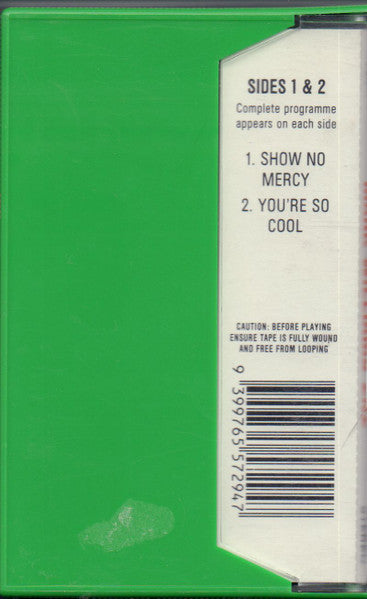 SIDES 1 & 2
Complete programme
appears on each side
1. SHOW NO
MERCY
2. YOU'RE SO
COOL
CAUTION: BEFORE PLAYING
ENSURE TAPE IS FULLY WOUND
AND FREE FROM LOOPING
9 399765 572947